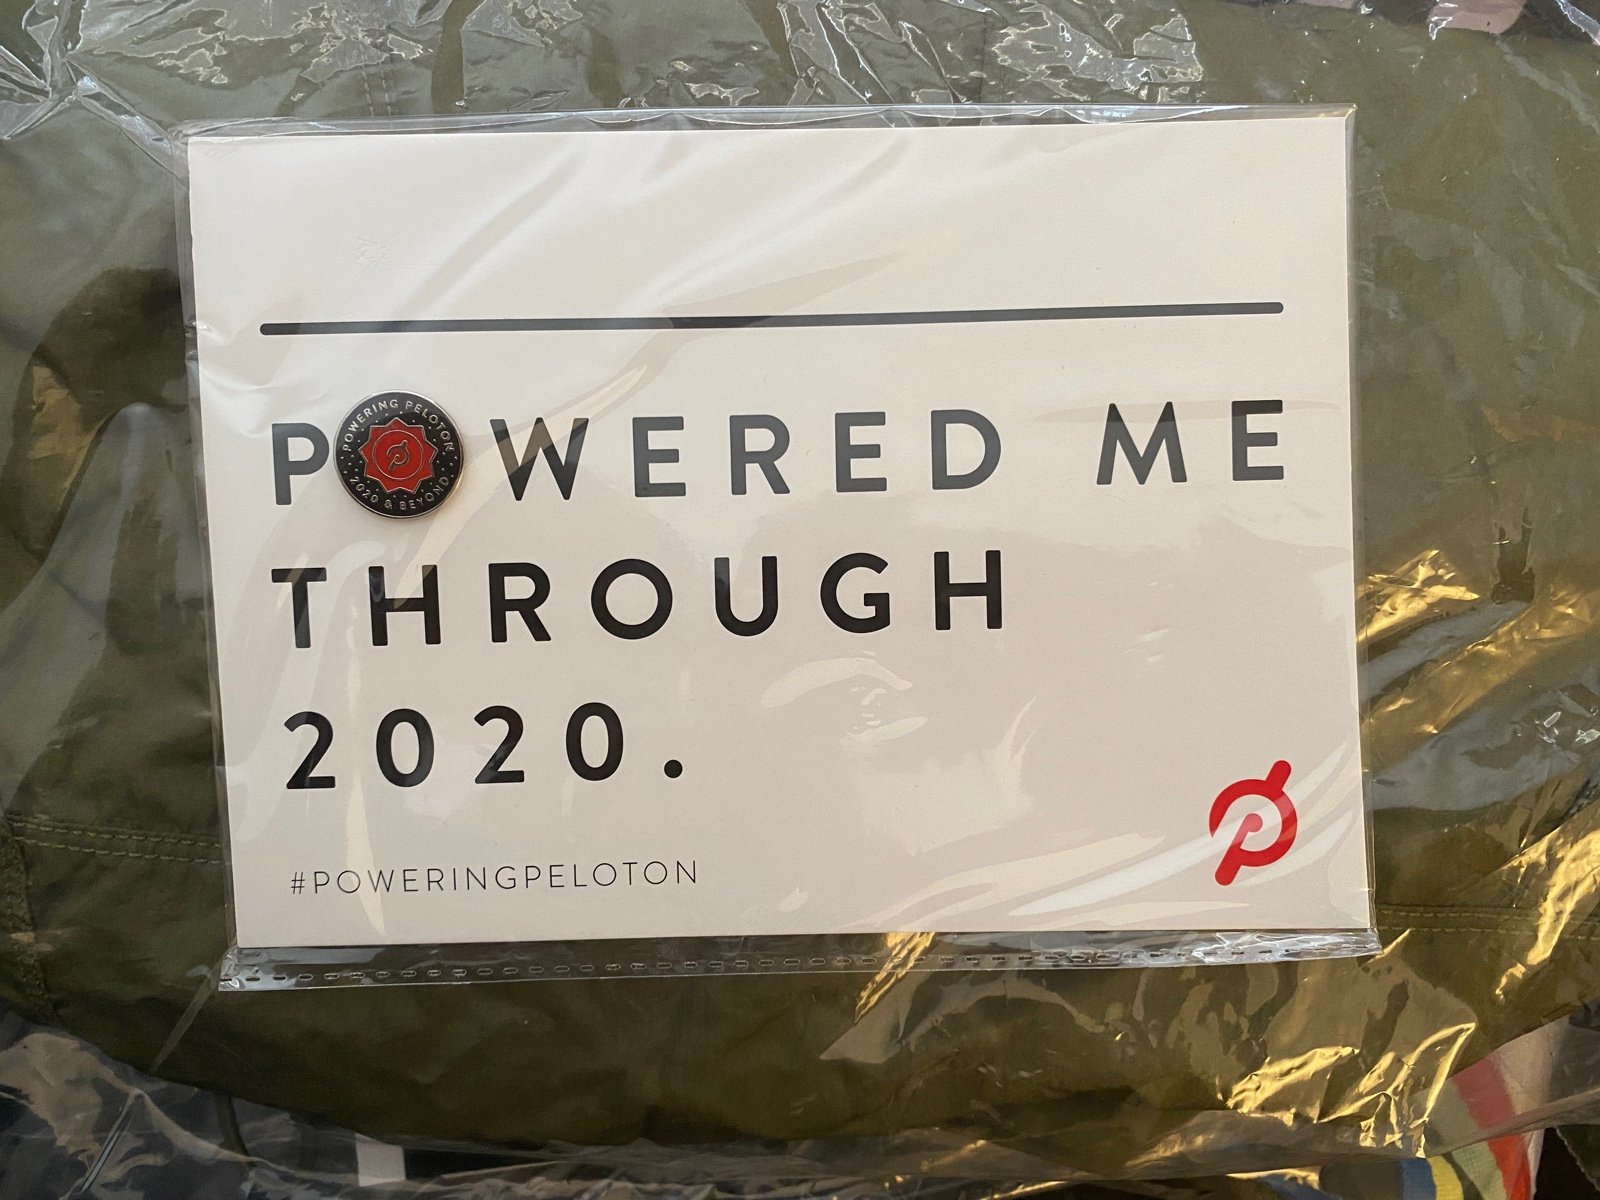 P WERED ME
POWERING PELOTON
2020 & BEYOND
THROUGH
2020.
#POWERINGPELOTON